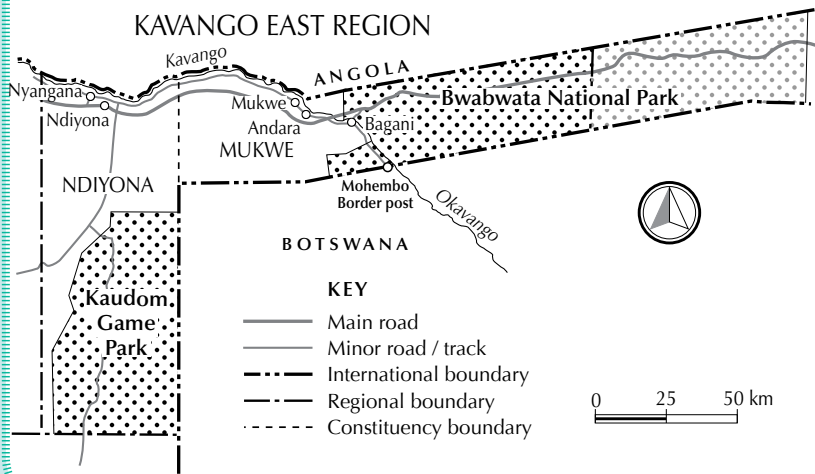 KAVANGO EAST REGION
Kavango
ANGOLA
Nyangana
Ndiyona
Mukwe
Andara
Bagani
Bwabwata National Park
MUKWE
NDIYONA
Mohembo
Border post
Okavango
BOTSWANA
Kaudom
Game
Park
KEY
Main road
Minor road / track
International boundary
Regional boundary
Constituency boundary
0 25 50 km